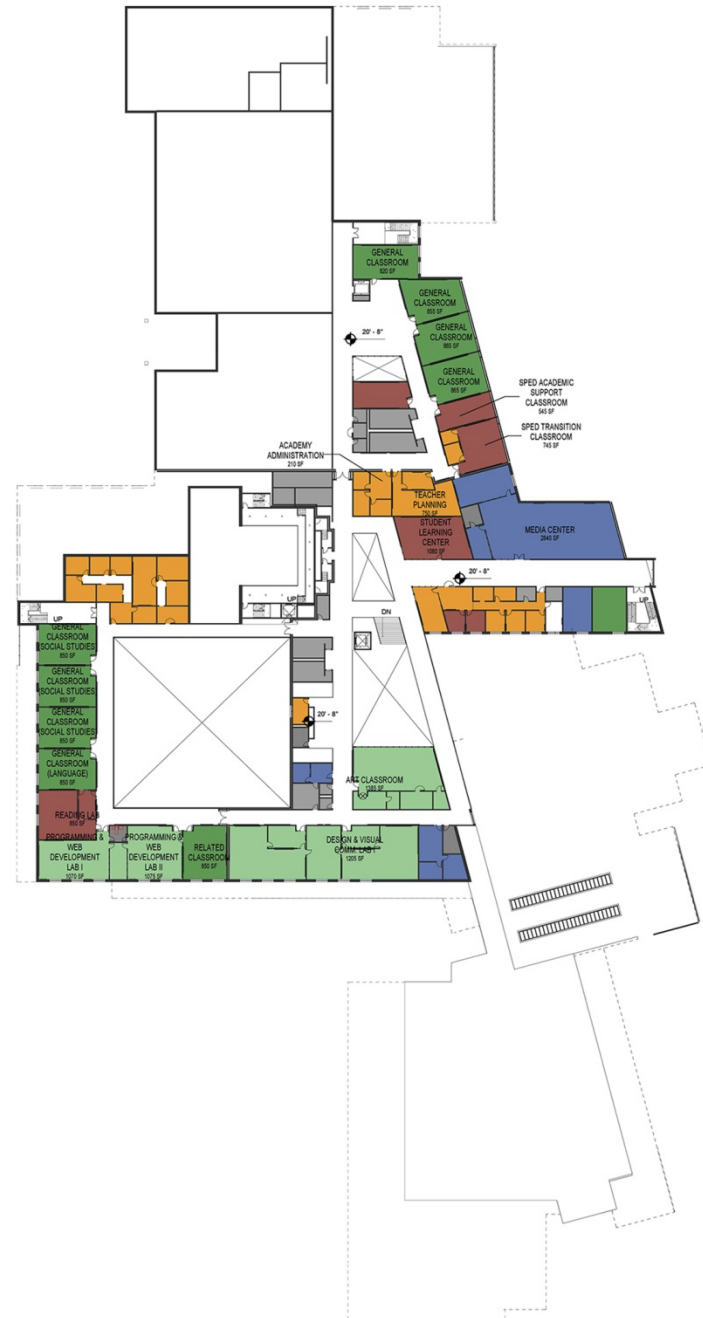 GENERAL
CLASSROOM
820 SF
GENERAL
CLASSROOM
855 SF
GENERAL
CLASSROOM
20' - 8"
GENERAL
CLASSROOM
865 SF
SPED ACADEMIC
SUPPORT
CLASSROOM
545 SF
SPED TRANSITION
CLASSROOM
745 SF
ACADEMY
ADMINISTRATION
210 SF
TEACHER
PLANNING
750 SF
STUDENT
LEARNING
CENTER
1080 SF
MEDIA CENTER
2840 SF
20' - 8"
UP
UP
UP
DN
GENERAL
CLASSROOM
SOCIAL STUDIES
850 SF
GENERAL
CLASSROOM
SOCIAL STUDIES
850 SF
GENERAL
CLASSROOM
SOCIAL STUDIES
850 SF
GENERAL
CLASSROOM
(LANGUAGE)
850 SF
20' - 8"
ART CLASSROOM
READING LAB
850 SF
PROGRAMMING &
WEB
DEVELOPMENT
LAB I
1070 SF
PROGRAMMING &
WEB
DEVELOPMENT
LAB II
1075 SF
RELATED
CLASSROOM
650 SF
DESIGN & VISUAL
COMM. LAB I
1205 SF